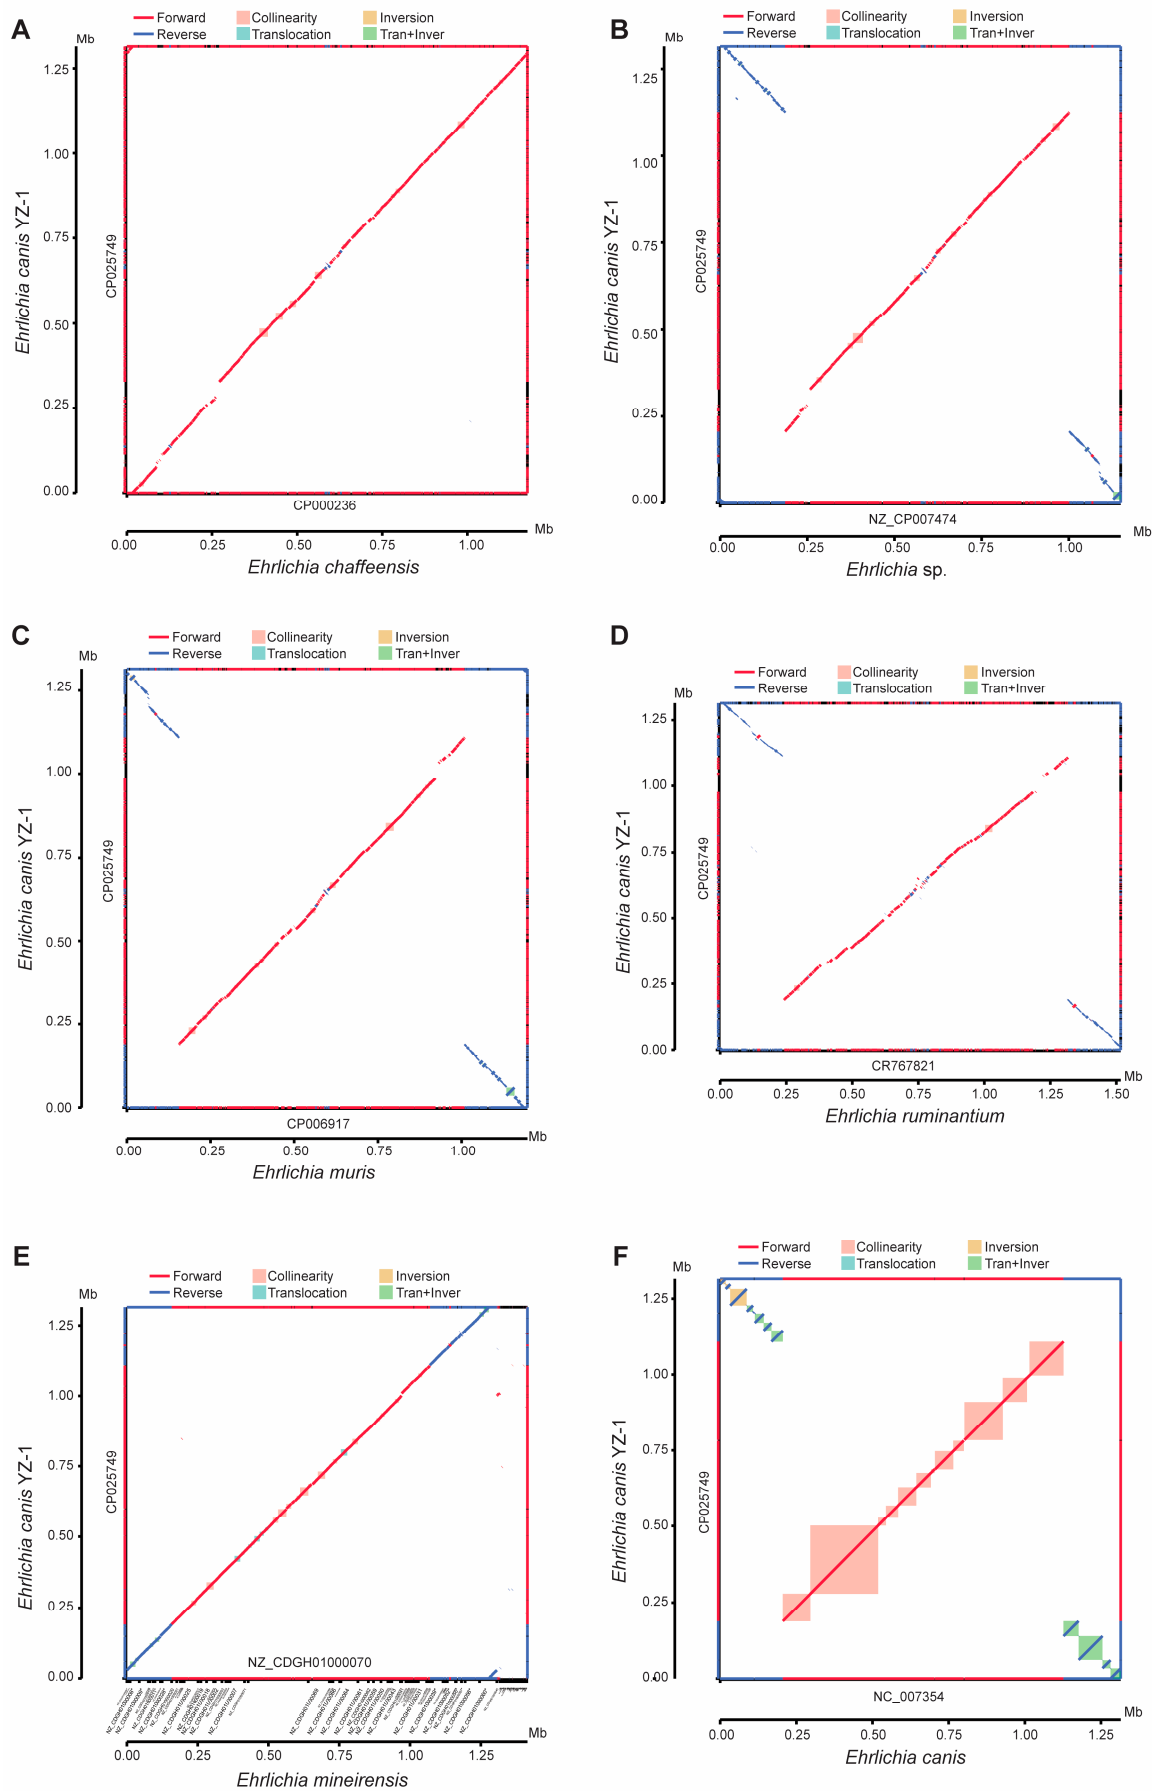 A
Mb
Forward Collinearity Inversion
Reverse Translocation Tran+Inver
1.25
1.00
0.75
0.50
0.25
0.00
Ehrlichia canis YZ-1
CP025749
CP000236
Mb
0.00 0.25 0.50 0.75 1.00
Ehrlichia chaffeensis
B
Mb
Forward Collinearity Inversion
Reverse Translocation Tran+Inver
1.25
1.00
0.75
0.50
0.25
0.00
Ehrlichia canis YZ-1
CP025749
NZ_CP007474
Mb
0.00 0.25 0.50 0.75 1.00
Ehrlichia sp.
C
Mb
Forward Collinearity Inversion
Reverse Translocation Tran+Inver
1.25
1.00
0.75
0.50
0.25
0.00
Ehrlichia canis YZ-1
CP025749
CP006917
Mb
0.00 0.25 0.50 0.75 1.00
Ehrlichia muris
D
Mb
Forward Collinearity Inversion
Reverse Translocation Tran+Inver
1.25
1.00
0.75
0.50
0.25
0.00
Ehrlichia canis YZ-1
CP025749
CR767821
Mb
0.00 0.25 0.50 0.75 1.00 1.25 1.50
Ehrlichia ruminantium
E
Mb
Forward Collinearity Inversion
Reverse Translocation Tran+Inver
1.25
1.00
0.75
0.50
0.25
0.00
Ehrlichia canis YZ-1
CP025749
NZ_CDGH01000070
Mb
0.00 0.25 0.50 0.75 1.00 1.25
Ehrlichia mineirensis
F
Mb
Forward Collinearity Inversion
Reverse Translocation Tran+Inver
1.25
1.00
0.75
0.50
0.25
0.00
Ehrlichia canis YZ-1
CP025749
NC_007354
Mb
0.00 0.25 0.50 0.75 1.00 1.25
Ehrlichia canis